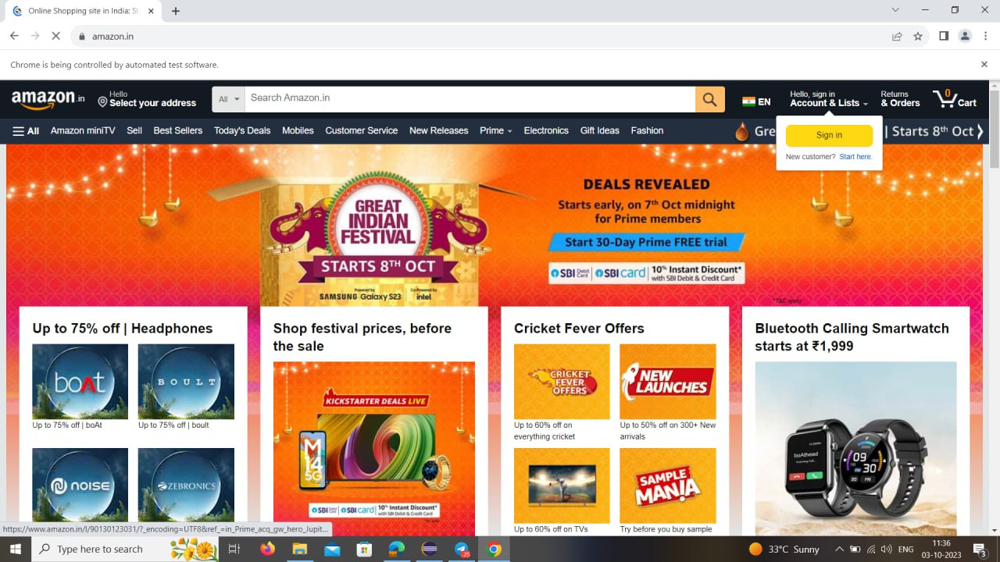 Online Shopping site in India: Sh
amazon.in
Chrome is being controlled by automated test software.
amazon.in
Hello
Select your address
All
Search Amazon.in
EN
Hello, sign in
Account & Lists
Returns
& Orders
0
Cart
All
Amazon miniTV
Sell
Best Sellers
Today's Deals
Mobiles
Customer Service
New Releases
Prime
Electronics
Gift Ideas
Fashion
Gre
| Starts 8th Oct
Sign in
New customer? Start here.
GREAT
INDIAN
FESTIVAL
STARTS 8TH OCT
Powered by
SAMSUNG Galaxy S23
Co-Powered by
intel
DEALS REVEALED
Starts early, on 7th Oct midnight
for Prime members
Start 30-Day Prime FREE trial
SBI Debit Card
SBI card
10% Instant Discount*
with SBI Debit & Credit Card
*T&C apply
Up to 75% off | Headphones
boAt
BOULT
Up to 75% off | boAt
Up to 75% off | boult
noise
ZEBRONICS
Shop festival prices, before
the sale
KICKSTARTER DEALS LIVE
M
14
5G
SBI Debit Card
SBI card
10% Instant Discount*
with SBI Debit & Credit Card
Cricket Fever Offers
CRICKET
FEVER
OFFERS
NEW
LAUNCHES
Up to 60% off on
everything cricket
Up to 50% off on 300+ New
arrivals
SAMPLE
MANIA
Up to 60% off on TVs
Try before you buy sample
Bluetooth Calling Smartwatch
starts at ₹1,999
boAthead
Incoming Call...
09
30
https://www.amazon.in/l/90130123031/?_encoding=UTF8&ref_=in_Prime_acq_gw_hero_Jupit...
Type here to search
25
33°C Sunny
ENG
11:36
03-10-2023
3